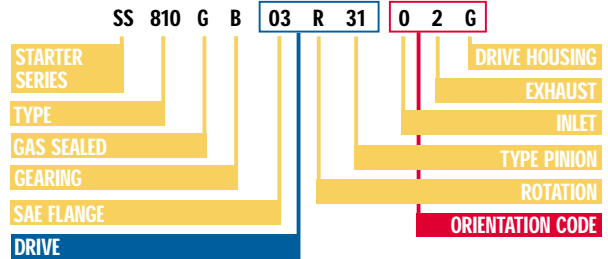 SS 810 G B 03 R 31 0 2 G
STARTER
SERIES
DRIVE HOUSING
EXHAUST
TYPE
INLET
GAS SEALED
TYPE PINION
GEARING
ROTATION
SAE FLANGE
ORIENTATION CODE
DRIVE